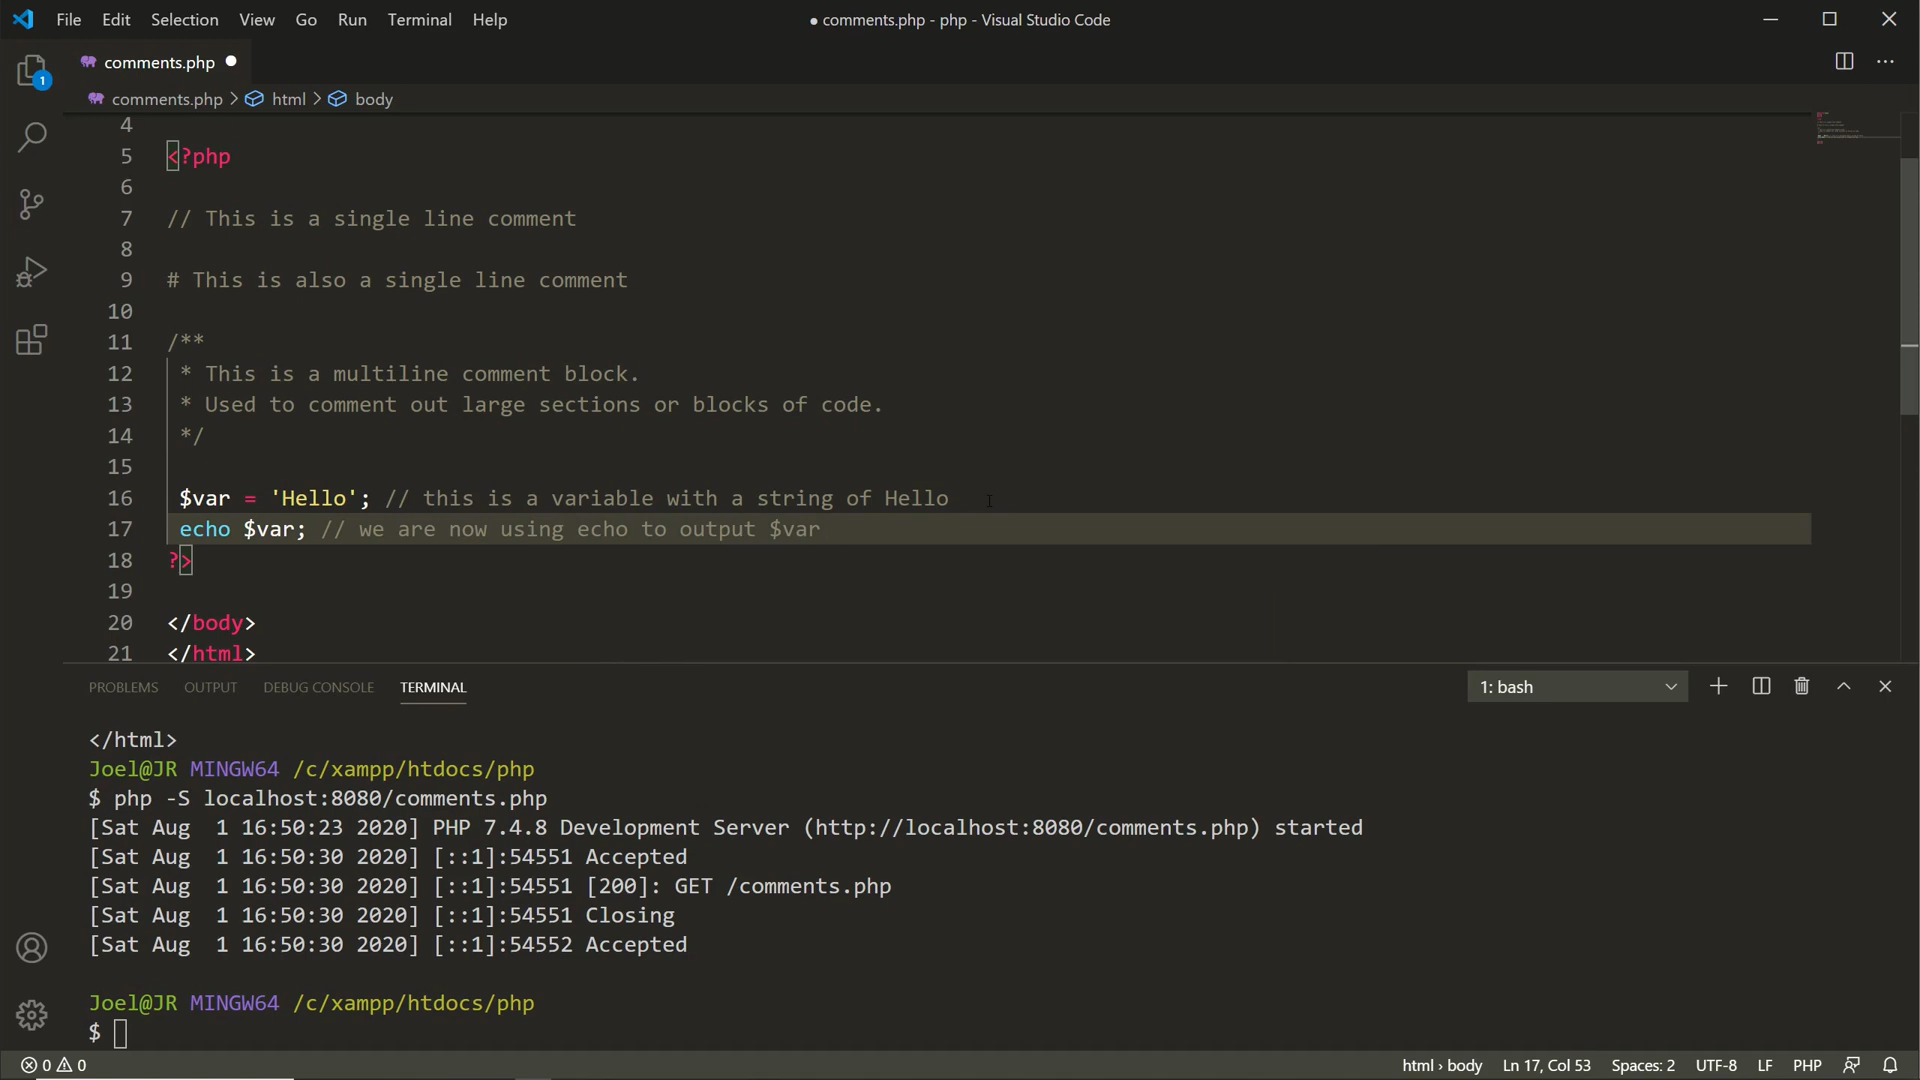 File Edit Selection View Go Run Terminal Help
● comments.php - php - Visual Studio Code
comments.php ●
1
comments.php > html > body
4
5 <?php
6
7 // This is a single line comment
8
9 # This is also a single line comment
10
11 /**
12 * This is a multiline comment block.
13 * Used to comment out large sections or blocks of code.
14 */
15
16 $var = 'Hello'; // this is a variable with a string of Hello
17 echo $var; // we are now using echo to output $var
18 ?>
19
20 </body>
21 </html>
PROBLEMS OUTPUT DEBUG CONSOLE TERMINAL 1: bash
</html>
Joel@JR MINGW64 /c/xampp/htdocs/php
$ php -S localhost:8080/comments.php
[Sat Aug  1 16:50:23 2020] PHP 7.4.8 Development Server (http://localhost:8080/comments.php) started
[Sat Aug  1 16:50:30 2020] [::1]:54551 Accepted
[Sat Aug  1 16:50:30 2020] [::1]:54551 [200]: GET /comments.php
[Sat Aug  1 16:50:30 2020] [::1]:54551 Closing
[Sat Aug  1 16:50:30 2020] [::1]:54552 Accepted
Joel@JR MINGW64 /c/xampp/htdocs/php
$
0 0 html › body Ln 17, Col 53 Spaces: 2 UTF-8 LF PHP